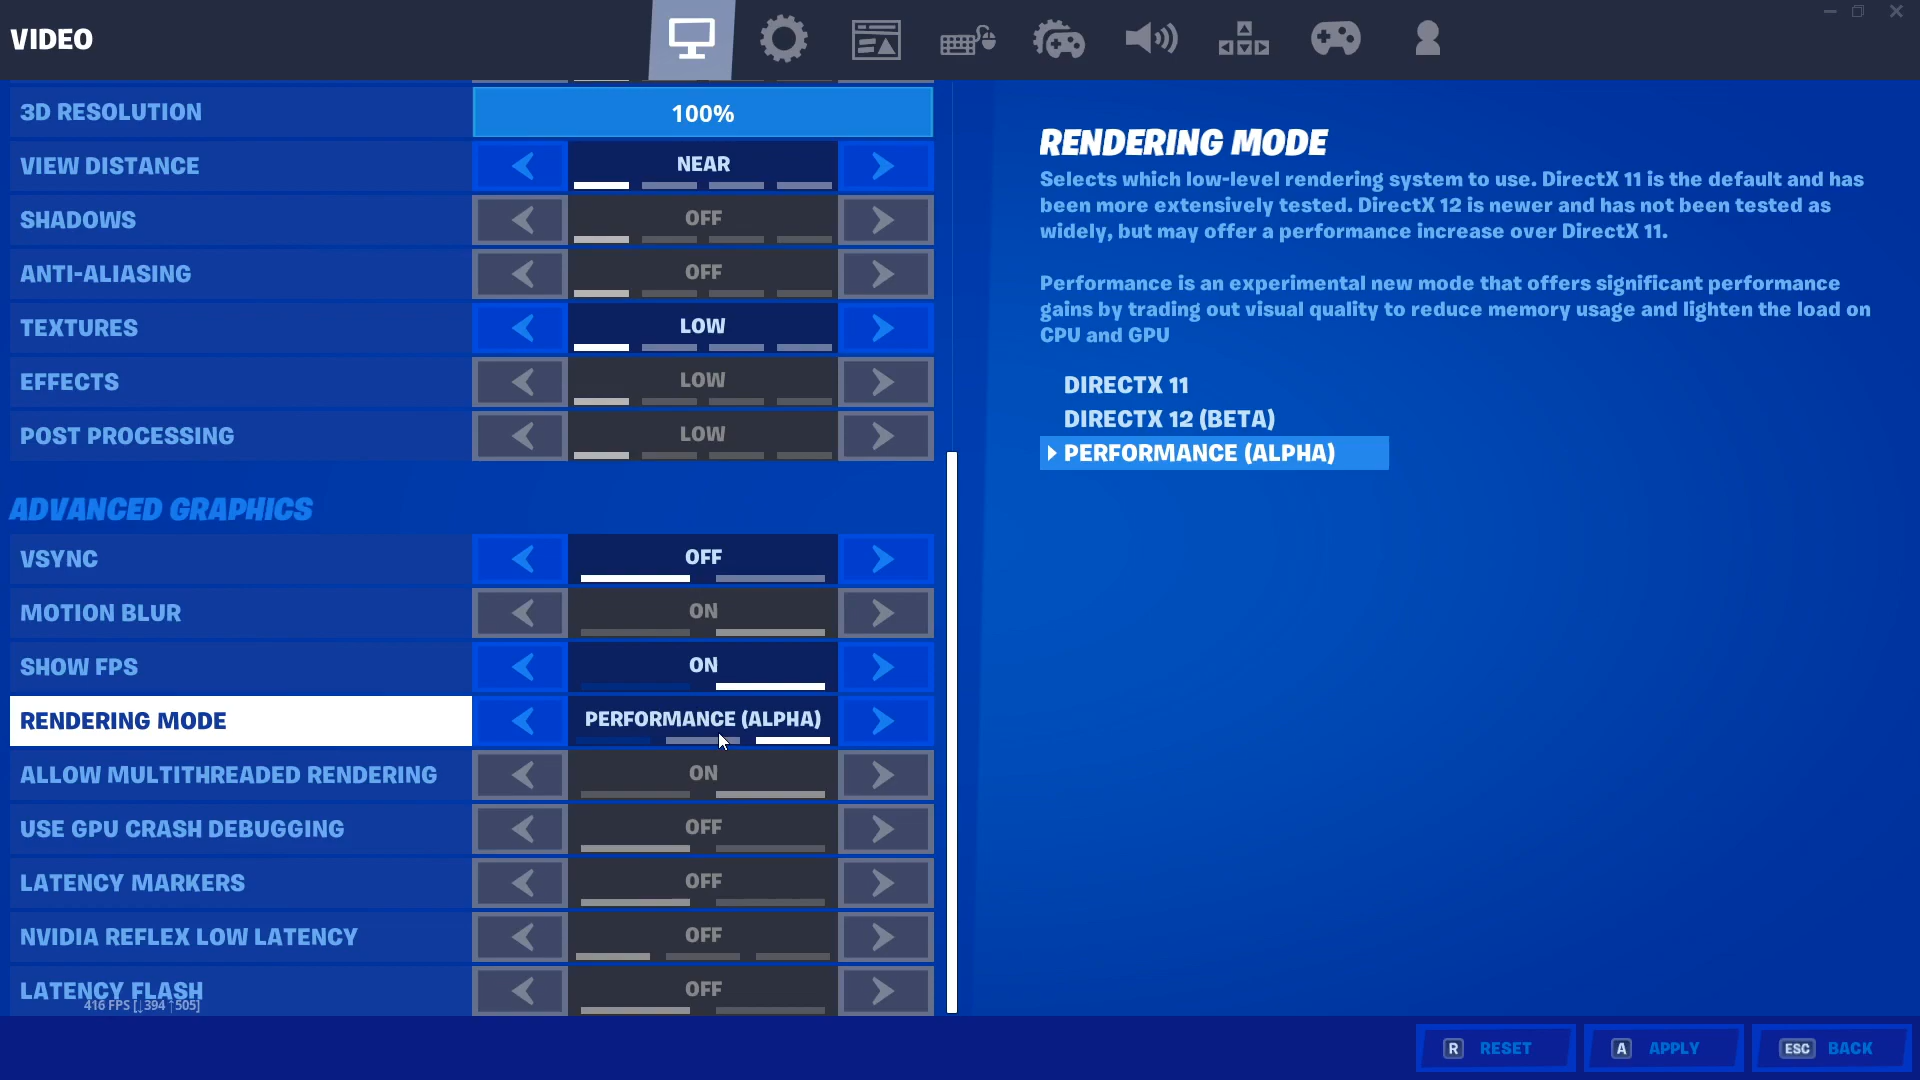 VIDEO
3D RESOLUTION
100%
VIEW DISTANCE
NEAR
SHADOWS
OFF
ANTI-ALIASING
OFF
TEXTURES
LOW
EFFECTS
LOW
POST PROCESSING
LOW
ADVANCED GRAPHICS
VSYNC
OFF
MOTION BLUR
ON
SHOW FPS
ON
RENDERING MODE
PERFORMANCE (ALPHA)
ALLOW MULTITHREADED RENDERING
ON
USE GPU CRASH DEBUGGING
OFF
LATENCY MARKERS
OFF
NVIDIA REFLEX LOW LATENCY
OFF
LATENCY FLASH
OFF
416 FPS [↓394 ↑505]
RENDERING MODE
Selects which low-level rendering system to use. DirectX 11 is the default and has
been more extensively tested. DirectX 12 is newer and has not been tested as
widely, but may offer a performance increase over DirectX 11.
Performance is an experimental new mode that offers significant performance
gains by trading out visual quality to reduce memory usage and lighten the load on
CPU and GPU
DIRECTX 11
DIRECTX 12 (BETA)
PERFORMANCE (ALPHA)
R RESET
A APPLY
ESC BACK